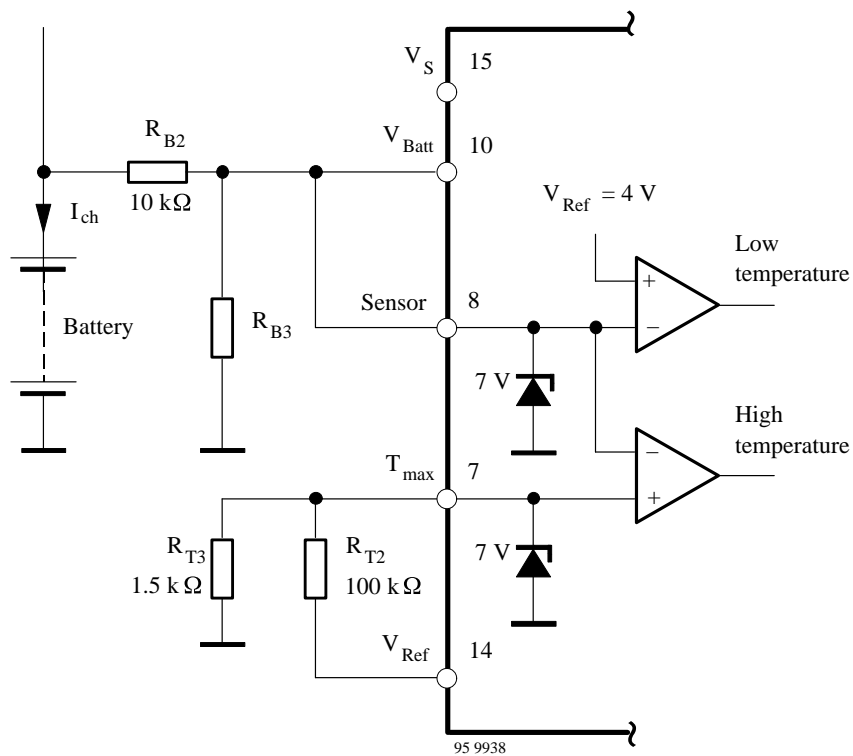 V_S 15
R_B2 V_Batt 10
10 kΩ V_Ref = 4 V
I_ch
Low
temperature
+
Sensor 8
−
Battery R_B3
7 V
High
temperature
T_max 7
−
+
R_T3 R_T2 7 V
1.5 kΩ 100 kΩ
V_Ref 14
95 9938